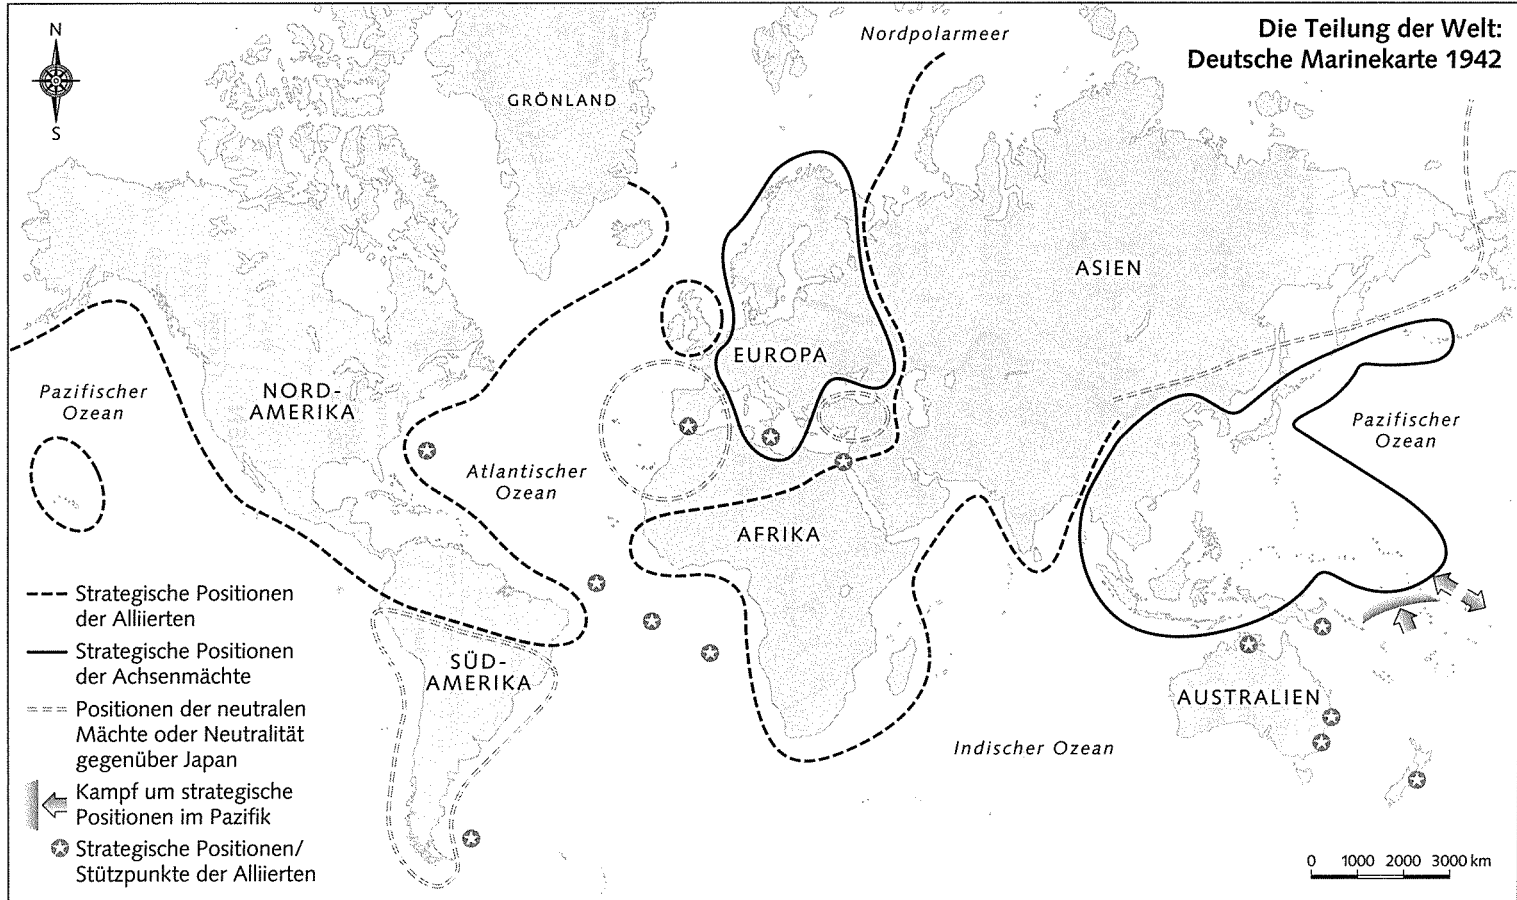 Die Teilung der Welt:
Deutsche Marinekarte 1942
N
S
Nordpolarmeer
GRÖNLAND
ASIEN
EUROPA
NORD-
AMERIKA
Pazifischer
Ozean
Pazifischer
Ozean
Atlantischer
Ozean
AFRIKA
SÜD-
AMERIKA
AUSTRALIEN
Indischer Ozean
Strategische Positionen
der Alliierten
Strategische Positionen
der Achsenmächte
Positionen der neutralen
Mächte oder Neutralität
gegenüber Japan
Kampf um strategische
Positionen im Pazifik
Strategische Positionen/
Stützpunkte der Alliierten
0 1000 2000 3000 km